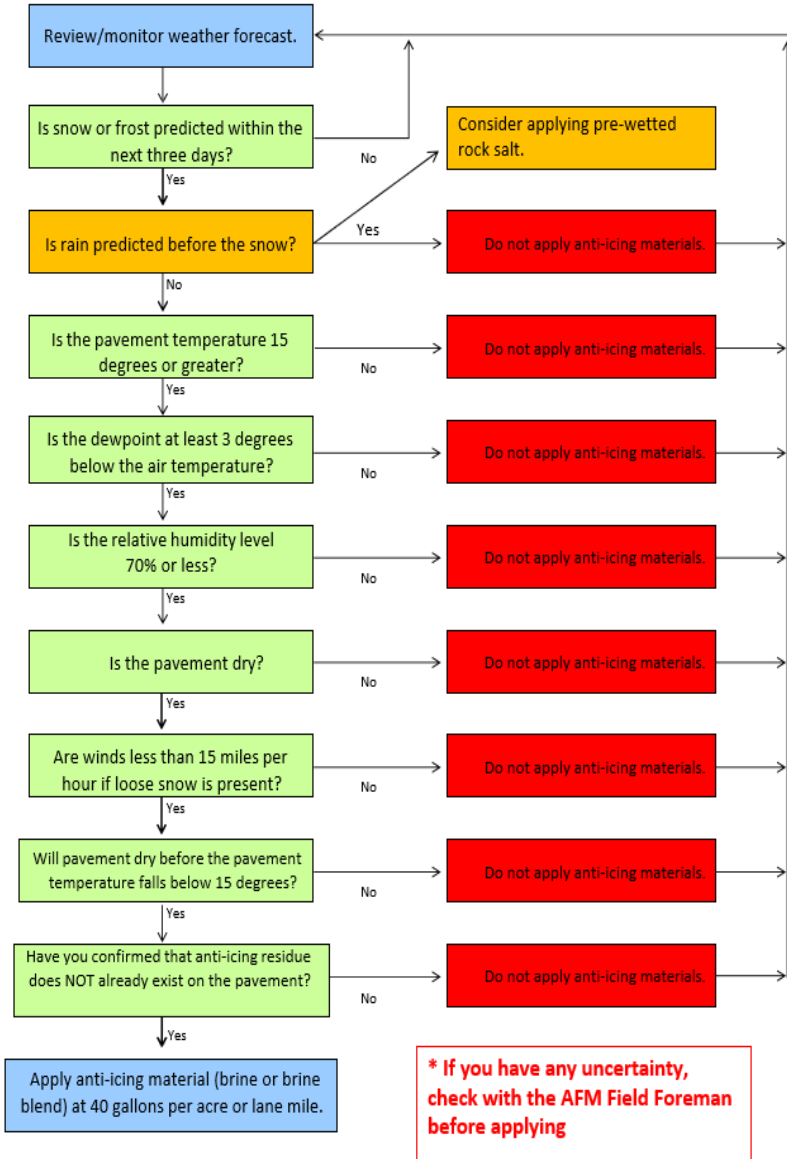 Review/monitor weather forecast.
Is snow or frost predicted within the
next three days?
No
Consider applying pre-wetted
rock salt.
Yes
Is rain predicted before the snow?
Yes
Do not apply anti-icing materials.
No
Is the pavement temperature 15
degrees or greater?
No
Do not apply anti-icing materials.
Yes
Is the dewpoint at least 3 degrees
below the air temperature?
No
Do not apply anti-icing materials.
Yes
Is the relative humidity level
70% or less?
No
Do not apply anti-icing materials.
Yes
Is the pavement dry?
No
Do not apply anti-icing materials.
Yes
Are winds less than 15 miles per
hour if loose snow is present?
No
Do not apply anti-icing materials.
Yes
Will pavement dry before the pavement
temperature falls below 15 degrees?
No
Do not apply anti-icing materials.
Yes
Have you confirmed that anti-icing residue
does NOT already exist on the pavement?
No
Do not apply anti-icing materials.
Yes
Apply anti-icing material (brine or brine
blend) at 40 gallons per acre or lane mile.
* If you have any uncertainty,
check with the AFM Field Foreman
before applying